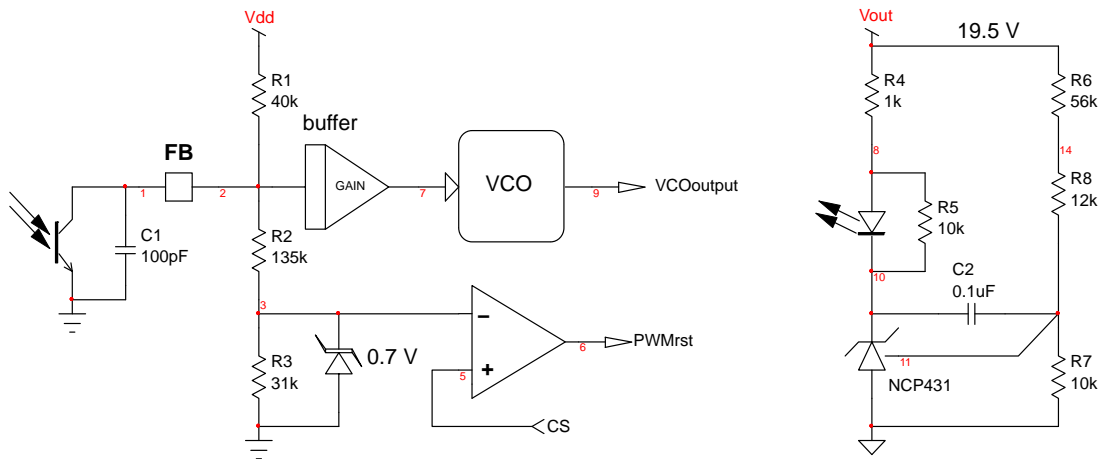 Vdd
R1
40k
buffer
FB
1
2
GAIN
7
VCO
9
VCOoutput
C1
100pF
R2
135k
3
R3
31k
0.7 V
−
+
5
6
PWMrst
CS
Vout
19.5 V
R4
1k
R6
56k
8
14
R5
10k
R8
12k
10
C2
0.1uF
11
NCP431
R7
10k